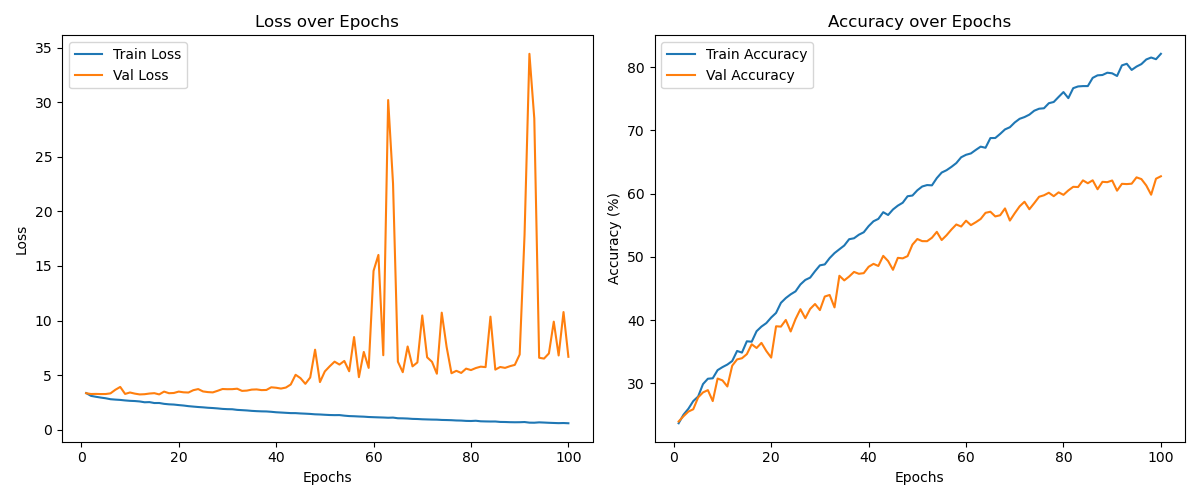 Loss over Epochs
Train Loss
Val Loss
35
30
25
20
15
10
5
0
Loss
0 20 40 60 80 100
Epochs
Accuracy over Epochs
Train Accuracy
Val Accuracy
80
70
60
50
40
30
Accuracy (%)
0 20 40 60 80 100
Epochs